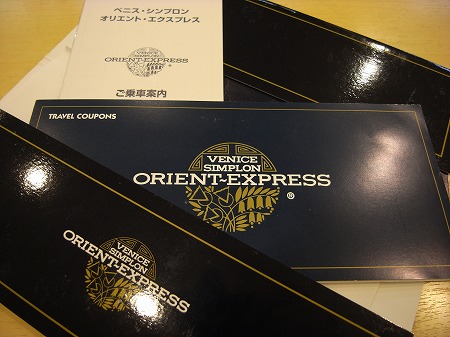 ベニス・シンプロン
オリエント・エクスプレス
VENICE
SIMPLON
ORIENT-EXPRESS
®
ご乗車案内
TRAVEL COUPONS
VENICE
SIMPLON
ORIENT-EXPRESS
®
VENICE
SIMPLON
ORIENT-EXPRESS